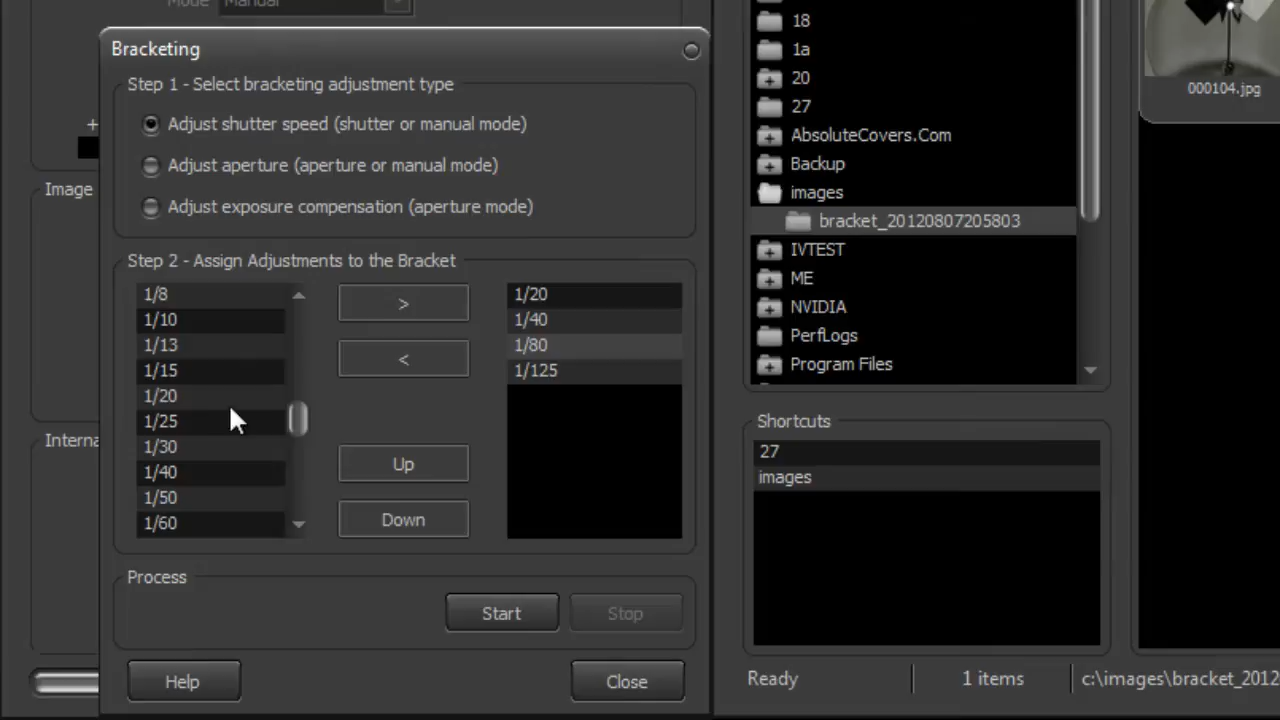 Mode Manual
Bracketing
Step 1 - Select bracketing adjustment type
Adjust shutter speed (shutter or manual mode)
Adjust aperture (aperture or manual mode)
Adjust exposure compensation (aperture mode)
Step 2 - Assign Adjustments to the Bracket
1/8
1/10
1/13
1/15
1/20
1/25
1/30
1/40
1/50
1/60
>
<
Up
Down
1/20
1/40
1/80
1/125
Process
Start
Stop
Help
Close
+
Image
Interna
18
1a
20
27
AbsoluteCovers.Com
Backup
images
bracket_20120807205803
IVTEST
ME
NVIDIA
PerfLogs
Program Files
Shortcuts
27
images
Ready
1 items
c:\images\bracket_2012
000104.jpg